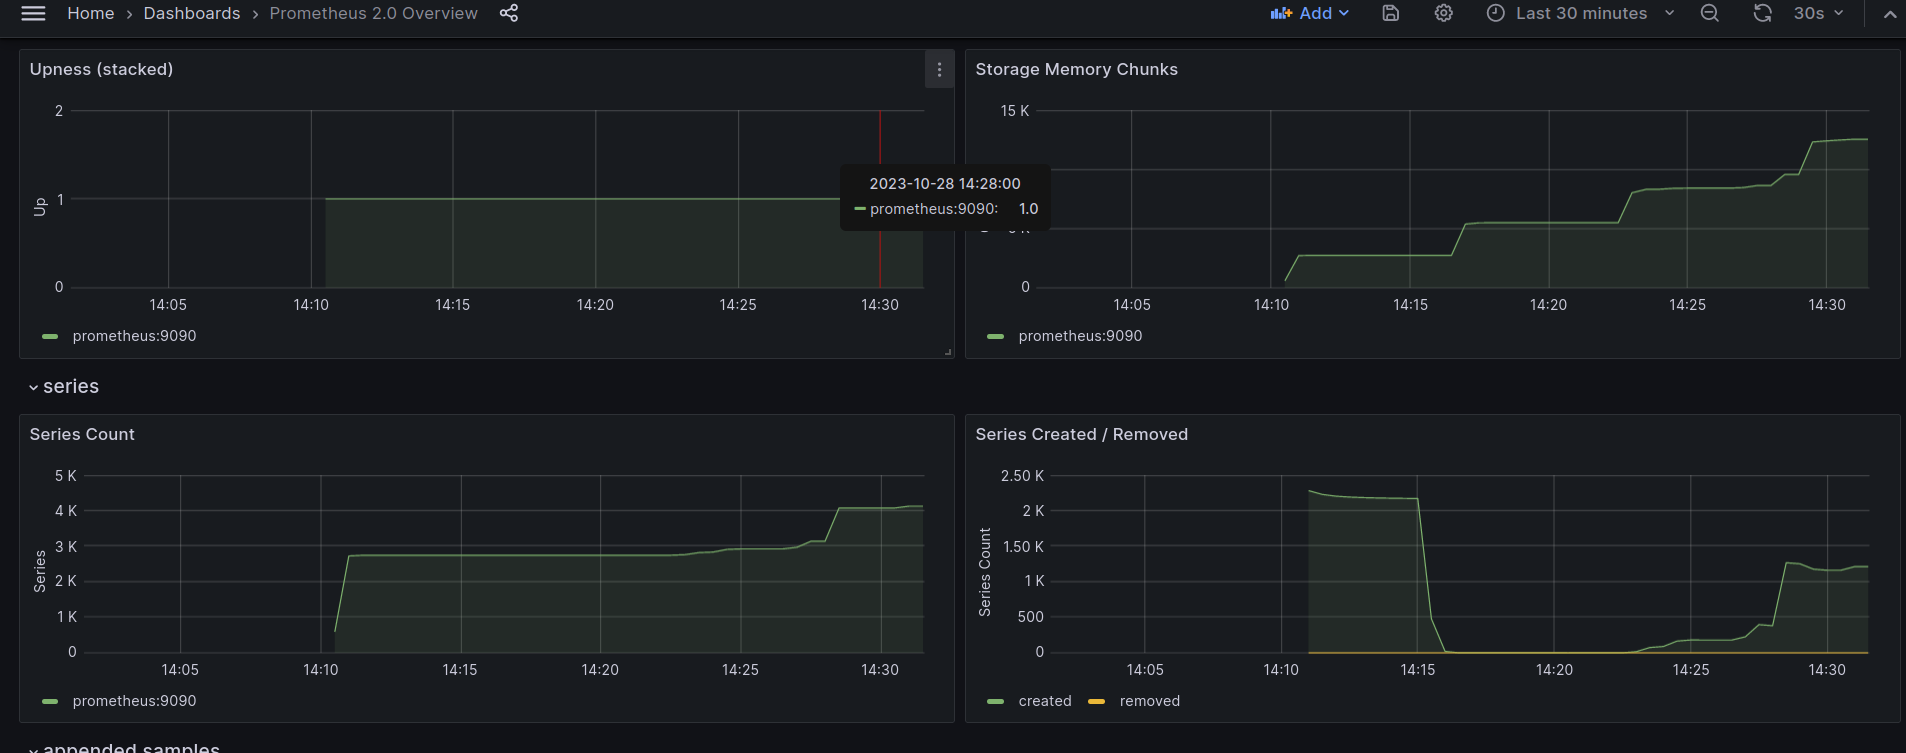 Home › Dashboards › Prometheus 2.0 Overview
Add
Last 30 minutes
30s
Upness (stacked)
2
1
0
Up
14:05 14:10 14:15 14:20 14:25 14:30
prometheus:9090
2023-10-28 14:28:00
prometheus:9090: 1.0
Storage Memory Chunks
15 K
0
14:05 14:10 14:15 14:20 14:25 14:30
prometheus:9090
series
Series Count
5 K
4 K
3 K
2 K
1 K
0
Series
14:05 14:10 14:15 14:20 14:25 14:30
prometheus:9090
Series Created / Removed
2.50 K
2 K
1.50 K
1 K
500
0
Series Count
14:05 14:10 14:15 14:20 14:25 14:30
created removed
appended samples